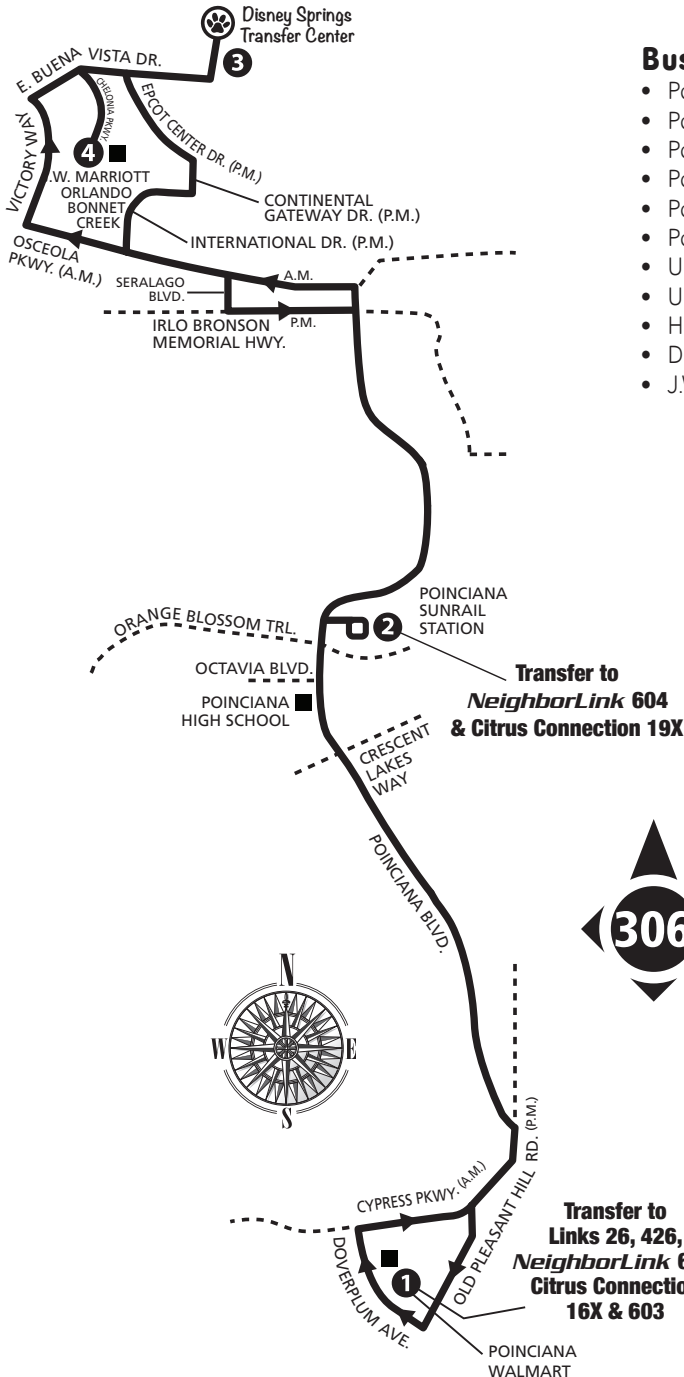 Disney Springs
Transfer Center
3
E. BUENA VISTA DR.
CHELONIA PKWY.
EPCOT CENTER DR. (P.M.)
VICTORY WAY
4
.W. MARRIOTT
ORLANDO
BONNET
CREEK
CONTINENTAL
GATEWAY DR. (P.M.)
INTERNATIONAL DR. (P.M.)
OSCEOLA
PKWY. (A.M.)
SERALAGO
BLVD.
A.M.
P.M.
IRLO BRONSON
MEMORIAL HWY.
POINCIANA
SUNRAIL
STATION
2
ORANGE BLOSSOM TRL.
OCTAVIA BLVD.
POINCIANA
HIGH SCHOOL
Transfer to
NeighborLink 604
& Citrus Connection 19X
CRESCENT
LAKES
WAY
POINCIANA BLVD.
306
N
W E
S
CYPRESS PKWY. (A.M.)
OLD PLEASANT HILL RD. (P.M.)
DOVERPLUM AVE.
1
Transfer to
Links 26, 426,
NeighborLink
Citrus
16X & 603
POINCIANA
WALMART